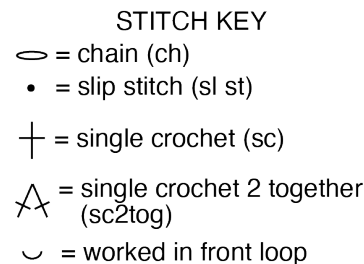 STITCH KEY
= chain (ch)
= slip stitch (sl st)
= single crochet (sc)
= single crochet 2 together
(sc2tog)
= worked in front loop